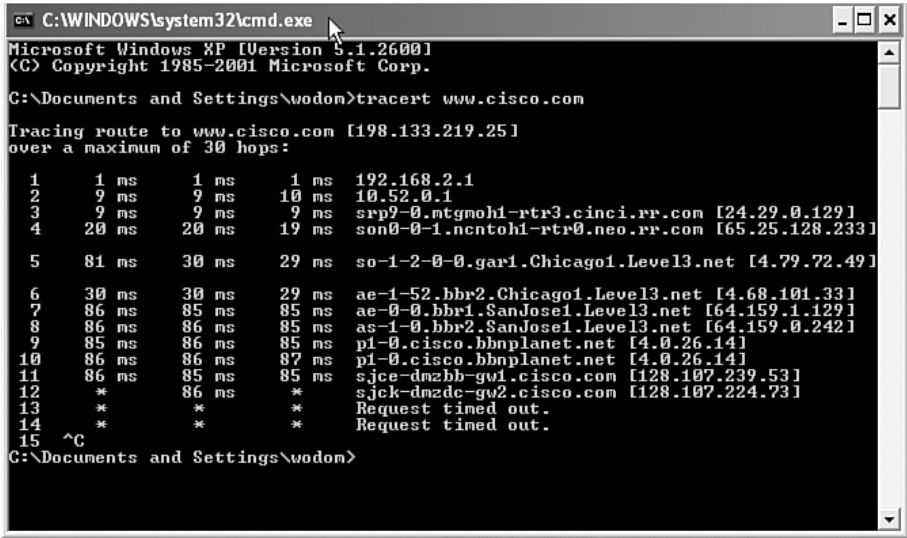 C:\WINDOWS\system32\cmd.exe
Microsoft Windows XP [Version 5.1.2600]
(C) Copyright 1985-2001 Microsoft Corp.
C:\Documents and Settings\wodom>tracert www.cisco.com
Tracing route to www.cisco.com [198.133.219.25]
over a maximum of 30 hops:
1 1 ms 1 ms 1 ms 192.168.2.1
2 9 ms 9 ms 10 ms 10.52.0.1
3 9 ms 9 ms 9 ms srp9-0.mtgmoh1-rtr3.cinci.rr.com [24.29.0.129]
4 20 ms 20 ms 19 ms son0-0-1.ncntoh1-rtr0.neo.rr.com [65.25.128.233]
5 81 ms 30 ms 29 ms so-1-2-0-0.gar1.Chicago1.Level3.net [4.79.72.49]
6 30 ms 30 ms 29 ms ae-1-52.bbr2.Chicago1.Level3.net [4.68.101.33]
7 86 ms 85 ms 85 ms ae-0-0.bbr1.SanJose1.Level3.net [64.159.1.129]
8 86 ms 86 ms 85 ms as-1-0.bbr2.SanJose1.Level3.net [64.159.0.242]
9 85 ms 86 ms 85 ms p1-0.cisco.bbnplanet.net [4.0.26.14]
10 86 ms 86 ms 87 ms p1-0.cisco.bbnplanet.net [4.0.26.14]
11 86 ms 85 ms 85 ms sjce-dmzbb-gw1.cisco.com [128.107.239.53]
12 * 86 ms * sjck-dmzdc-gw2.cisco.com [128.107.224.73]
13 * * * Request timed out.
14 * * * Request timed out.
15 ^C
C:\Documents and Settings\wodom>